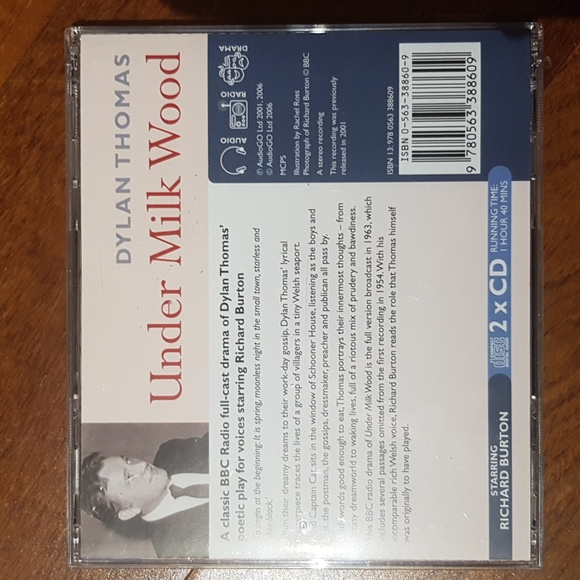 DYLAN THOMAS
Under Milk Wood
A classic BBC Radio full-cast drama of Dylan Thomas'
poetic play for voices starring Richard Burton
To begin at the beginning: It is spring, moonless night in the small town, starless and
their dreamy dreams to their work-day gossip, Dylan Thomas' lyrical
traces the lives of a group of villagers in a tiny Welsh seaport.
Captain Cat sits in the window of Schooner House, listening as the boys and
the postman, the gossips, dressmaker, preacher and publican all pass by.
words good enough to eat, Thomas portrays their innermost thoughts – from
dreamworld to waking lives, full of a riotous mix of prudery and bawdiness.
BBC radio drama of Under Milk Wood is the full version broadcast in 1963, which
includes several passages omitted from the first recording in 1954. With his
incomparable rich Welsh voice, Richard Burton reads the role that Thomas himself
was originally to have played.
AUDIO
RADIO
DRAMA
℗ AudioGO Ltd 2001, 2006
© AudioGO Ltd 2006
MCPS
Illustration by Rachel Ross
Photograph of Richard Burton © BBC
A stereo recording
This recording was previously
released in 2001
ISBN 13: 978 0563 388609
ISBN 0-563-38860-9
9 780563 388609
STARRING
RICHARD BURTON
disc
2 x CD
RUNNING TIME:
1 HOUR 40 MINS